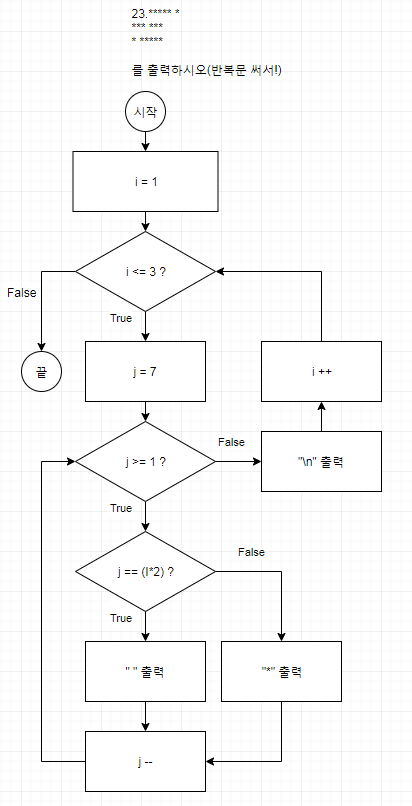 23.***** *
*** ***
* *****
를 출력하시오(반복문 써서!)
시작
i = 1
i <= 3 ?
False
True
끝
j = 7
i ++
j >= 1 ?
False
"\n" 출력
True
j == (I*2) ?
False
True
" " 출력
"*" 출력
j --